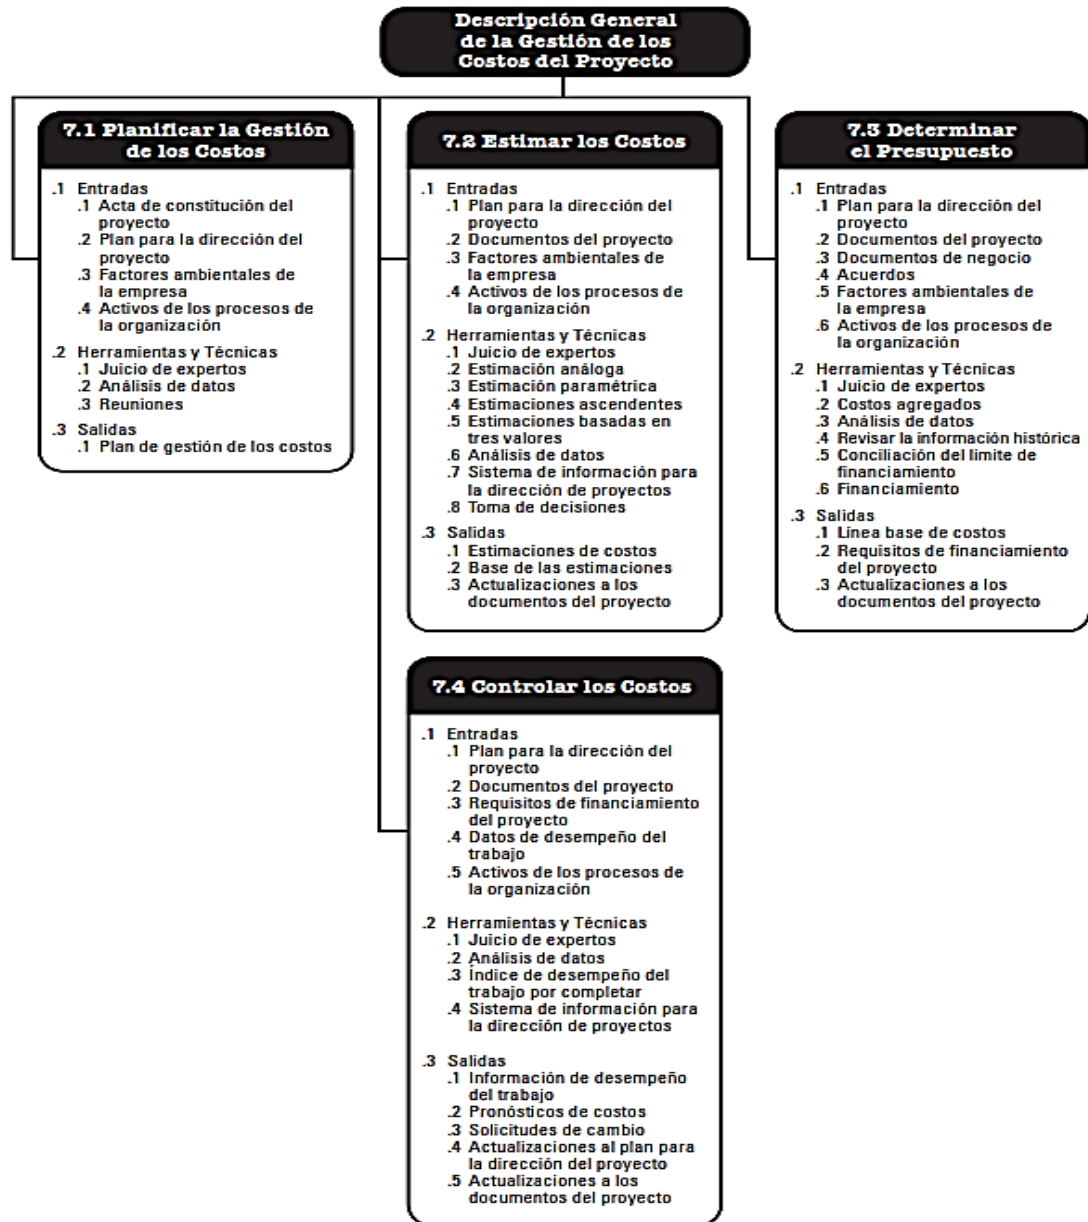 Descripción General
de la Gestión de los
Costos del Proyecto
7.1 Planificar la Gestión
de los Costos
.1 Entradas
.1 Acta de constitución del
proyecto
.2 Plan para la dirección del
proyecto
.3 Factores ambientales de
la empresa
.4 Activos de los procesos de
la organización
.2 Herramientas y Técnicas
.1 Juicio de expertos
.2 Análisis de datos
.3 Reuniones
.3 Salidas
.1 Plan de gestión de los costos
7.2 Estimar los Costos
.1 Entradas
.1 Plan para la dirección del
proyecto
.2 Documentos del proyecto
.3 Factores ambientales de
la empresa
.4 Activos de los procesos de
la organización
.2 Herramientas y Técnicas
.1 Juicio de expertos
.2 Estimación análoga
.3 Estimación paramétrica
.4 Estimaciones ascendentes
.5 Estimaciones basadas en
tres valores
.6 Análisis de datos
.7 Sistema de información para
la dirección de proyectos
.8 Toma de decisiones
.3 Salidas
.1 Estimaciones de costos
.2 Base de las estimaciones
.3 Actualizaciones a los
documentos del proyecto
7.3 Determinar
el Presupuesto
.1 Entradas
.1 Plan para la dirección del
proyecto
.2 Documentos del proyecto
.3 Documentos de negocio
.4 Acuerdos
.5 Factores ambientales de
la empresa
.6 Activos de los procesos de
la organización
.2 Herramientas y Técnicas
.1 Juicio de expertos
.2 Costos agregados
.3 Análisis de datos
.4 Revisar la información histórica
.5 Conciliación del límite de
financiamiento
.6 Financiamiento
.3 Salidas
.1 Línea base de costos
.2 Requisitos de financiamiento
del proyecto
.3 Actualizaciones a los
documentos del proyecto
7.4 Controlar los Costos
.1 Entradas
.1 Plan para la dirección del
proyecto
.2 Documentos del proyecto
.3 Requisitos de financiamiento
del proyecto
.4 Datos de desempeño del
trabajo
.5 Activos de los procesos de
la organización
.2 Herramientas y Técnicas
.1 Juicio de expertos
.2 Análisis de datos
.3 Índice de desempeño del
trabajo por completar
.4 Sistema de información para
la dirección de proyectos
.3 Salidas
.1 Información de desempeño
del trabajo
.2 Pronósticos de costos
.3 Solicitudes de cambio
.4 Actualizaciones al plan para
la dirección del proyecto
.5 Actualizaciones a los
documentos del proyecto